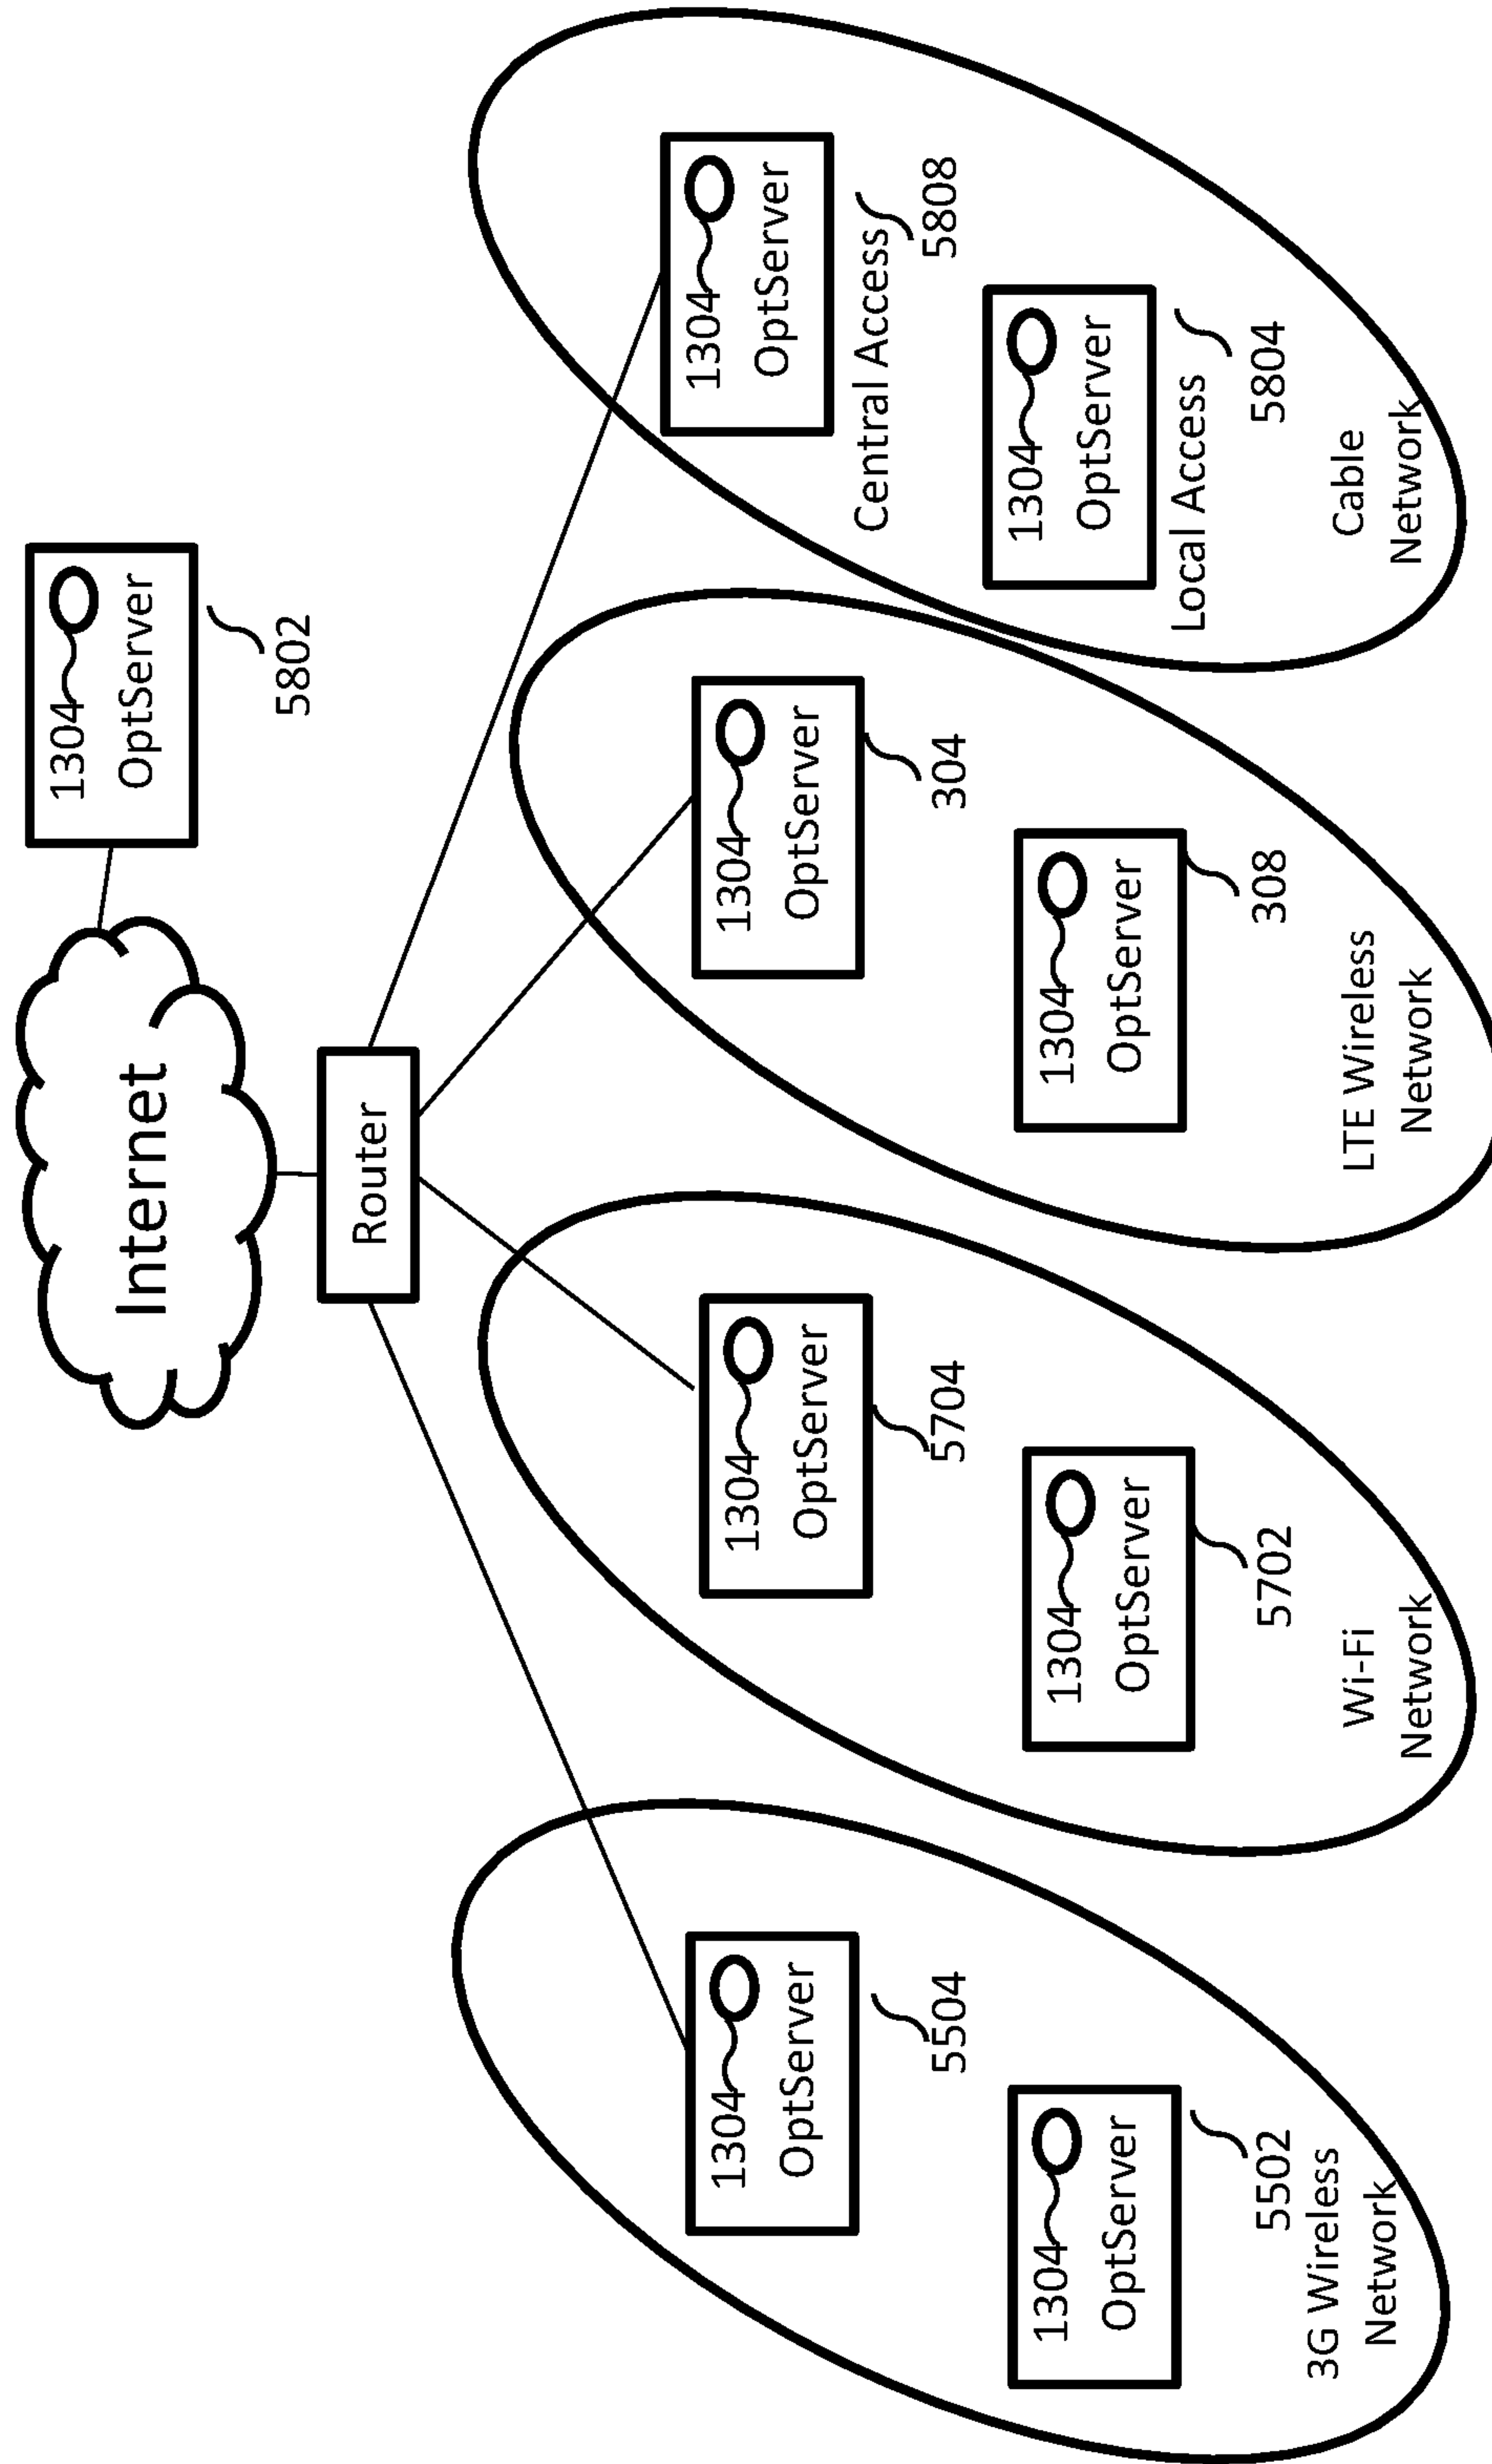 Internet
1304
OptServer
5802
Router
1304
OptServer
5504
1304
OptServer
5502
3G Wireless
Network
1304
OptServer
5704
1304
OptServer
5702
Wi-Fi
Network
1304
OptServer
304
1304
OptServer
308
LTE Wireless
Network
1304
OptServer
Central Access
5808
1304
OptServer
Local Access
5804
Cable
Network